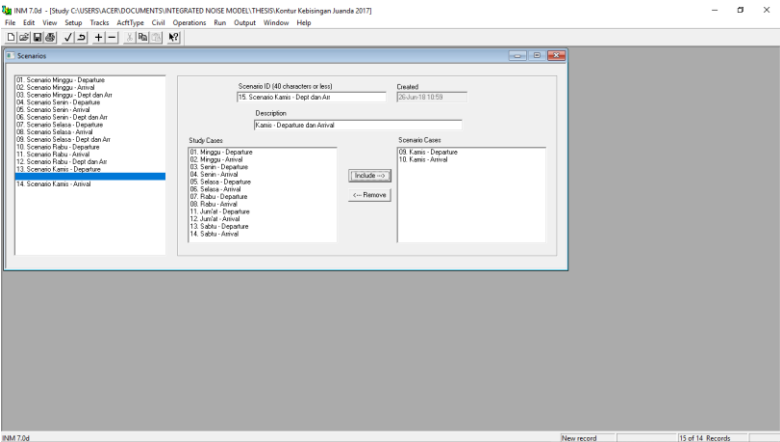 INM 7.0d - [Study C:\USERS\ACER\DOCUMENTS\INTEGRATED NOISE MODEL\THESIS\Kontur Kebisingan Juanda 2017]
File Edit View Setup Tracks AcftType Civil Operations Run Output Window Help
Scenarios
01. Scenario Minggu - Departure
02. Scenario Minggu - Arrival
03. Scenario Minggu - Dept dan Arr
04. Scenario Senin - Departure
05. Scenario Senin - Arrival
06. Scenario Senin - Dept dan Arr
07. Scenario Selasa - Departure
08. Scenario Selasa - Arrival
09. Scenario Selasa - Dept dan Arr
10. Scenario Rabu - Departure
11. Scenario Rabu - Arrival
12. Scenario Rabu - Dept dan Arr
13. Scenario Kamis - Departure
14. Scenario Kamis - Arrival
Scenario ID (40 characters or less)
15. Scenario Kamis - Dept dan Arr
Created
26-Jun-18 10:59
Description
Kamis - Departure dan Arrival
Study Cases
01. Minggu - Departure
02. Minggu - Arrival
03. Senin - Departure
04. Senin - Arrival
05. Selasa - Departure
06. Selasa - Arrival
07. Rabu - Departure
08. Rabu - Arrival
11. Jum'at - Departure
12. Jum'at - Arrival
13. Sabtu - Departure
14. Sabtu - Arrival
Include -->
<-- Remove
Scenario Cases
09. Kamis - Departure
10. Kamis - Arrival
INM 7.0d
New record
15 of 14 Records